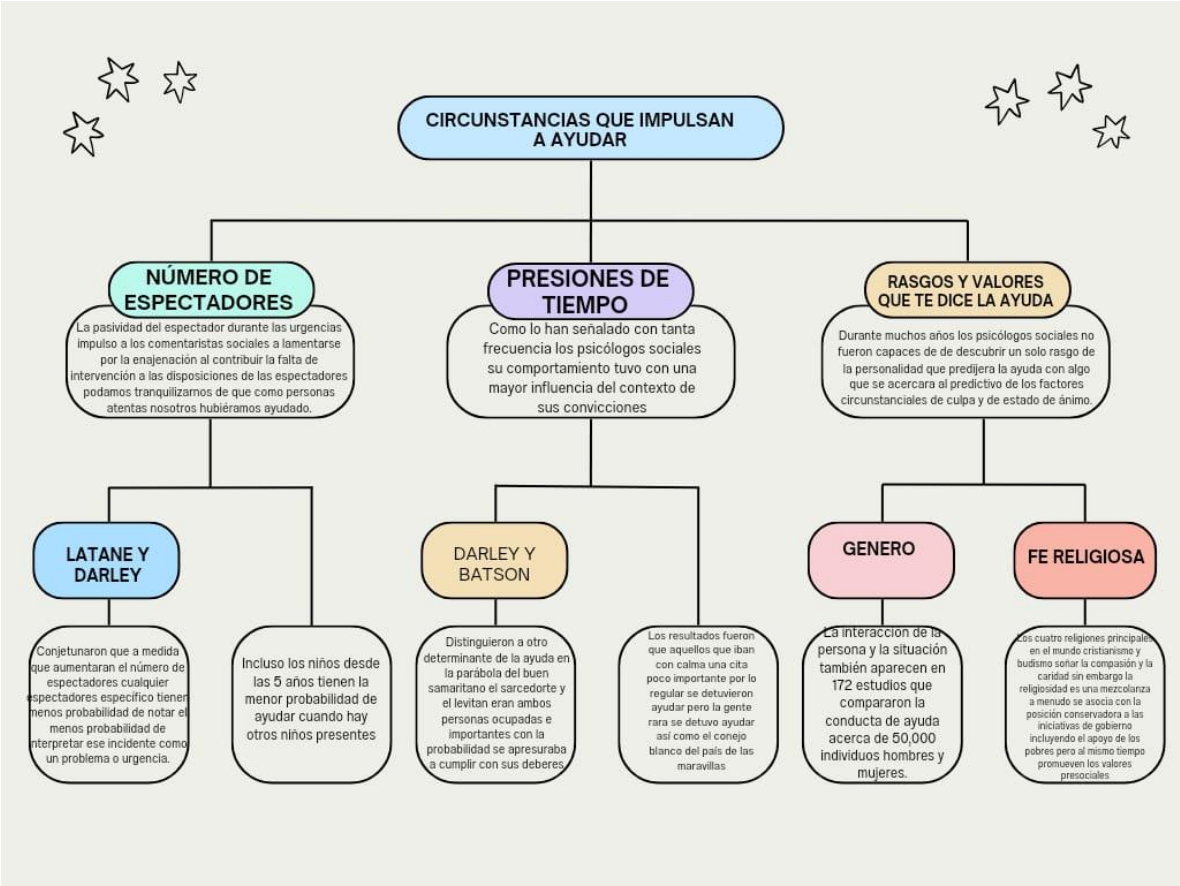 CIRCUNSTANCIAS QUE IMPULSAN
A AYUDAR
NÚMERO DE
ESPECTADORES
La pasividad del espectador durante las urgencias
impulso a los comentaristas sociales a lamentarse
por la enajenación al contribuir la falta de
intervención a las disposiciones de las espectadores
podamos tranquilizarnos de que como personas
atentas nosotros hubiéramos ayudado.
PRESIONES DE
TIEMPO
Como lo han señalado con tanta
frecuencia los psicólogos sociales
su comportamiento tuvo con una
mayor influencia del contexto de
sus convicciones
RASGOS Y VALORES
QUE TE DICE LA AYUDA
Durante muchos años los psicólogos sociales no
fueron capaces de de descubrir un solo rasgo de
la personalidad que predijera la ayuda con algo
que se acercara al predictivo de los factores
circunstanciales de culpa y de estado de ánimo.
LATANE Y
DARLEY
Conjetunaron que a medida
que aumentaran el número de
espectadores cualquier
espectadores específico tienen
menos probabilidad de notar el
menos probabilidad de
interpretar ese incidente como
un problema o urgencia.
Incluso los niños desde
las 5 años tienen la
menor probabilidad de
ayudar cuando hay
otros niños presentes
DARLEY Y
BATSON
Distinguieron a otro
determinante de la ayuda en
la parábola del buen
samaritano el sarcedorte y
el levitan eran ambos
personas ocupadas e
importantes con la
probabilidad se apresuraba
a cumplir con sus deberes
Los resultados fueron
que aquellos que iban
con calma una cita
poco importante por lo
regular se detuvieron
ayudar pero la gente
rara se detuvo ayudar
así como el conejo
blanco del país de las
maravillas
GENERO
La interacción de la
persona y la situación
también aparecen en
172 estudios que
compararon la
conducta de ayuda
acerca de 50,000
individuos hombres y
mujeres.
FE RELIGIOSA
Los cuatro religiones principales
en el mundo cristianismo y
budismo soñar la compasión y la
caridad sin embargo la
religiosidad es una mezcolanza
a menudo se asocia con la
posición conservadora a las
iniciativas de gobierno
incluyendo el apoyo de los
pobres pero al mismo tiempo
promueven los valores
presociales